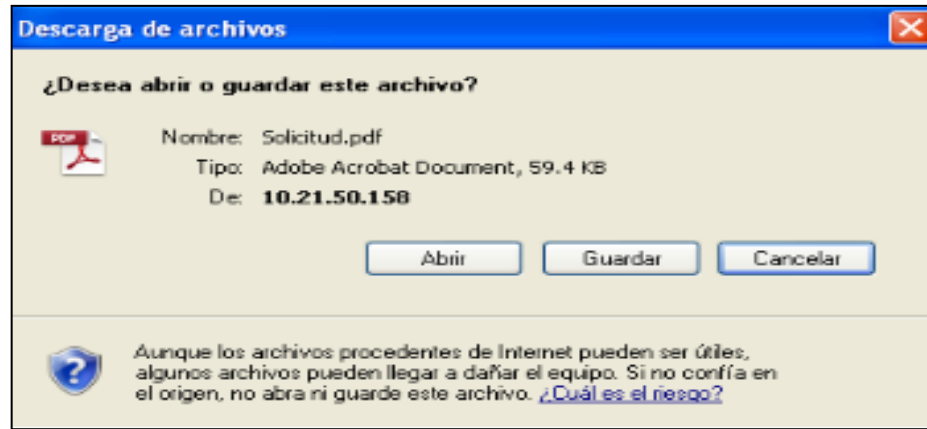 Descarga de archivos
¿Desea abrir o guardar este archivo?
PDF
Nombre: Solicitud.pdf
Tipo: Adobe Acrobat Document, 59.4 KB
De: 10.21.50.158
Abrir Guardar Cancelar
Aunque los archivos procedentes de Internet pueden ser útiles,
algunos archivos pueden llegar a dañar el equipo. Si no confía en
el origen, no abra ni guarde este archivo. ¿Cuál es el riesgo?